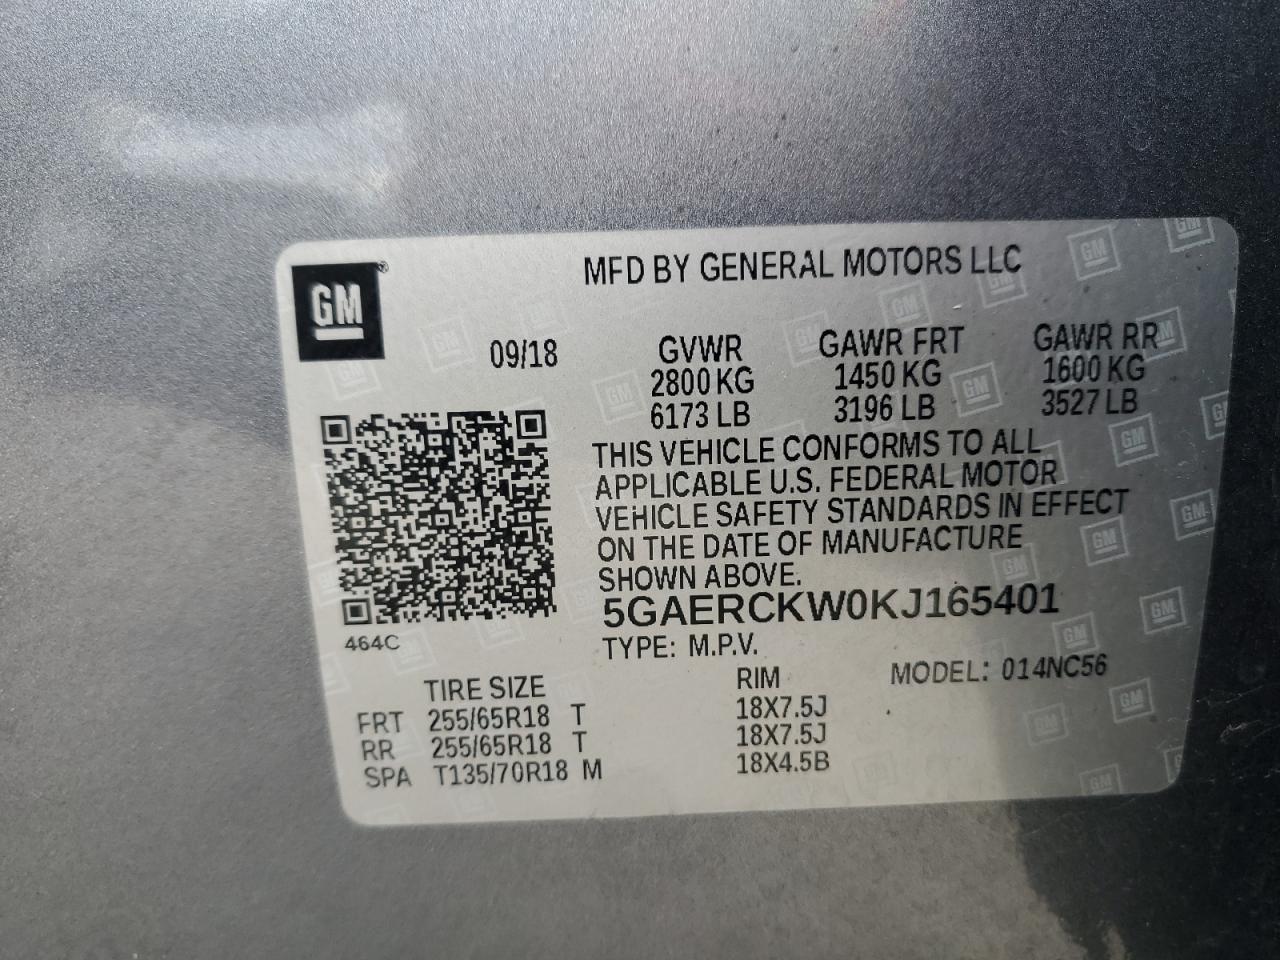 GM
MFD BY GENERAL MOTORS LLC
09/18
GVWR GAWR FRT GAWR RR
2800 KG 1450 KG 1600 KG
6173 LB 3196 LB 3527 LB
THIS VEHICLE CONFORMS TO ALL
APPLICABLE U.S. FEDERAL MOTOR
VEHICLE SAFETY STANDARDS IN EFFECT
ON THE DATE OF MANUFACTURE
SHOWN ABOVE.
5GAERCKW0KJ165401
464C
TYPE: M.P.V. MODEL: 014NC56
TIRE SIZE RIM
FRT 255/65R18 T 18X7.5J
RR 255/65R18 T 18X7.5J
SPA T135/70R18 M 18X4.5B